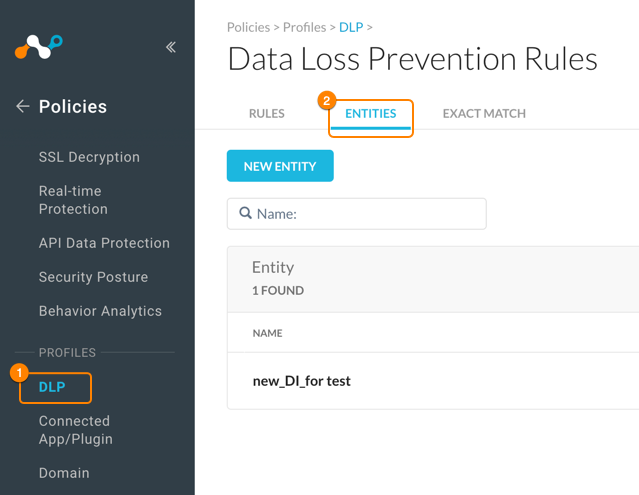 «
← Policies
SSL Decryption
Real-time
Protection
API Data Protection
Security Posture
Behavior Analytics
PROFILES
1
DLP
Connected
App/Plugin
Domain
Policies > Profiles > DLP >
Data Loss Prevention Rules
2
RULES ENTITIES EXACT MATCH
NEW ENTITY
Name:
Entity
1 FOUND
NAME
new_DI_for test